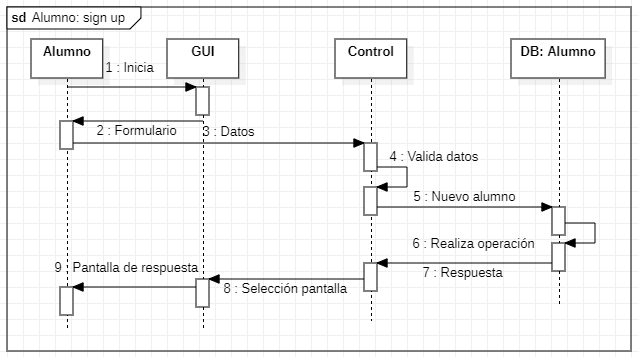 sd Alumno: sign up
Alumno
GUI
Control
DB: Alumno
1 : Inicia
2 : Formulario
3 : Datos
4 : Valida datos
5 : Nuevo alumno
6 : Realiza operación
7 : Respuesta
8 : Selección pantalla
9 : Pantalla de respuesta